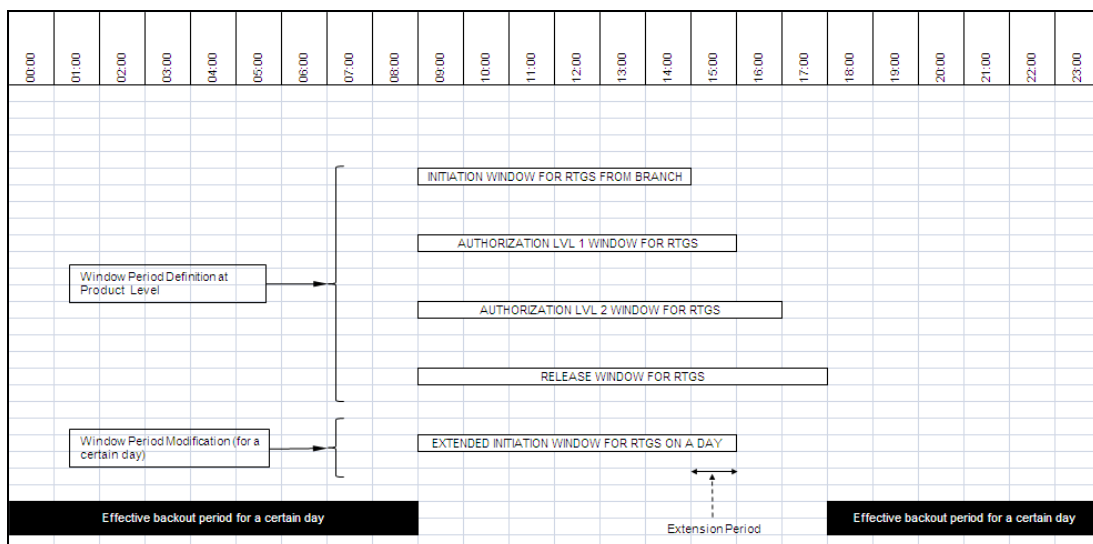 00:00 01:00 02:00 03:00 04:00 05:00 06:00 07:00 08:00 09:00 10:00 11:00 12:00 13:00 14:00 15:00 16:00 17:00 18:00 19:00 20:00 21:00 22:00 23:00
INITIATION WINDOW FOR RTGS FROM BRANCH
AUTHORIZATION LVL 1 WINDOW FOR RTGS
Window Period Definition at
Product Level
AUTHORIZATION LVL 2 WINDOW FOR RTGS
RELEASE WINDOW FOR RTGS
Window Period Modification (for a
certain day)
EXTENDED INITIATION WINDOW FOR RTGS ON A DAY
Effective backout period for a certain day
Effective backout period for a certain day
Extension Period